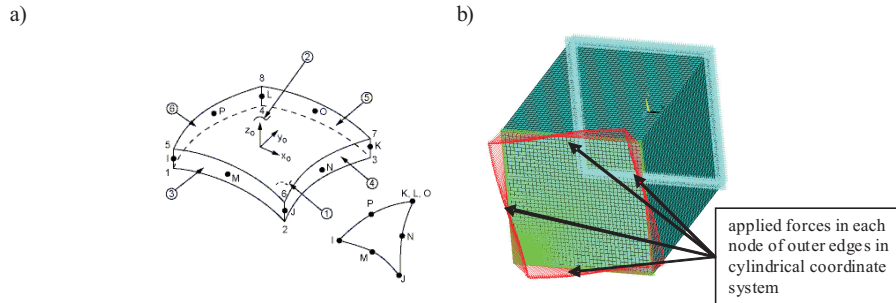 a)
b)
②
8
L
4
⑤
⑥
P
O
z₀
y₀
x₀
5
7
I
K
1
3
③
M
N
④
6
J
①
2
K, L, O
P
I
N
M
J
applied forces in each
node of outer edges in
cylindrical coordinate
system